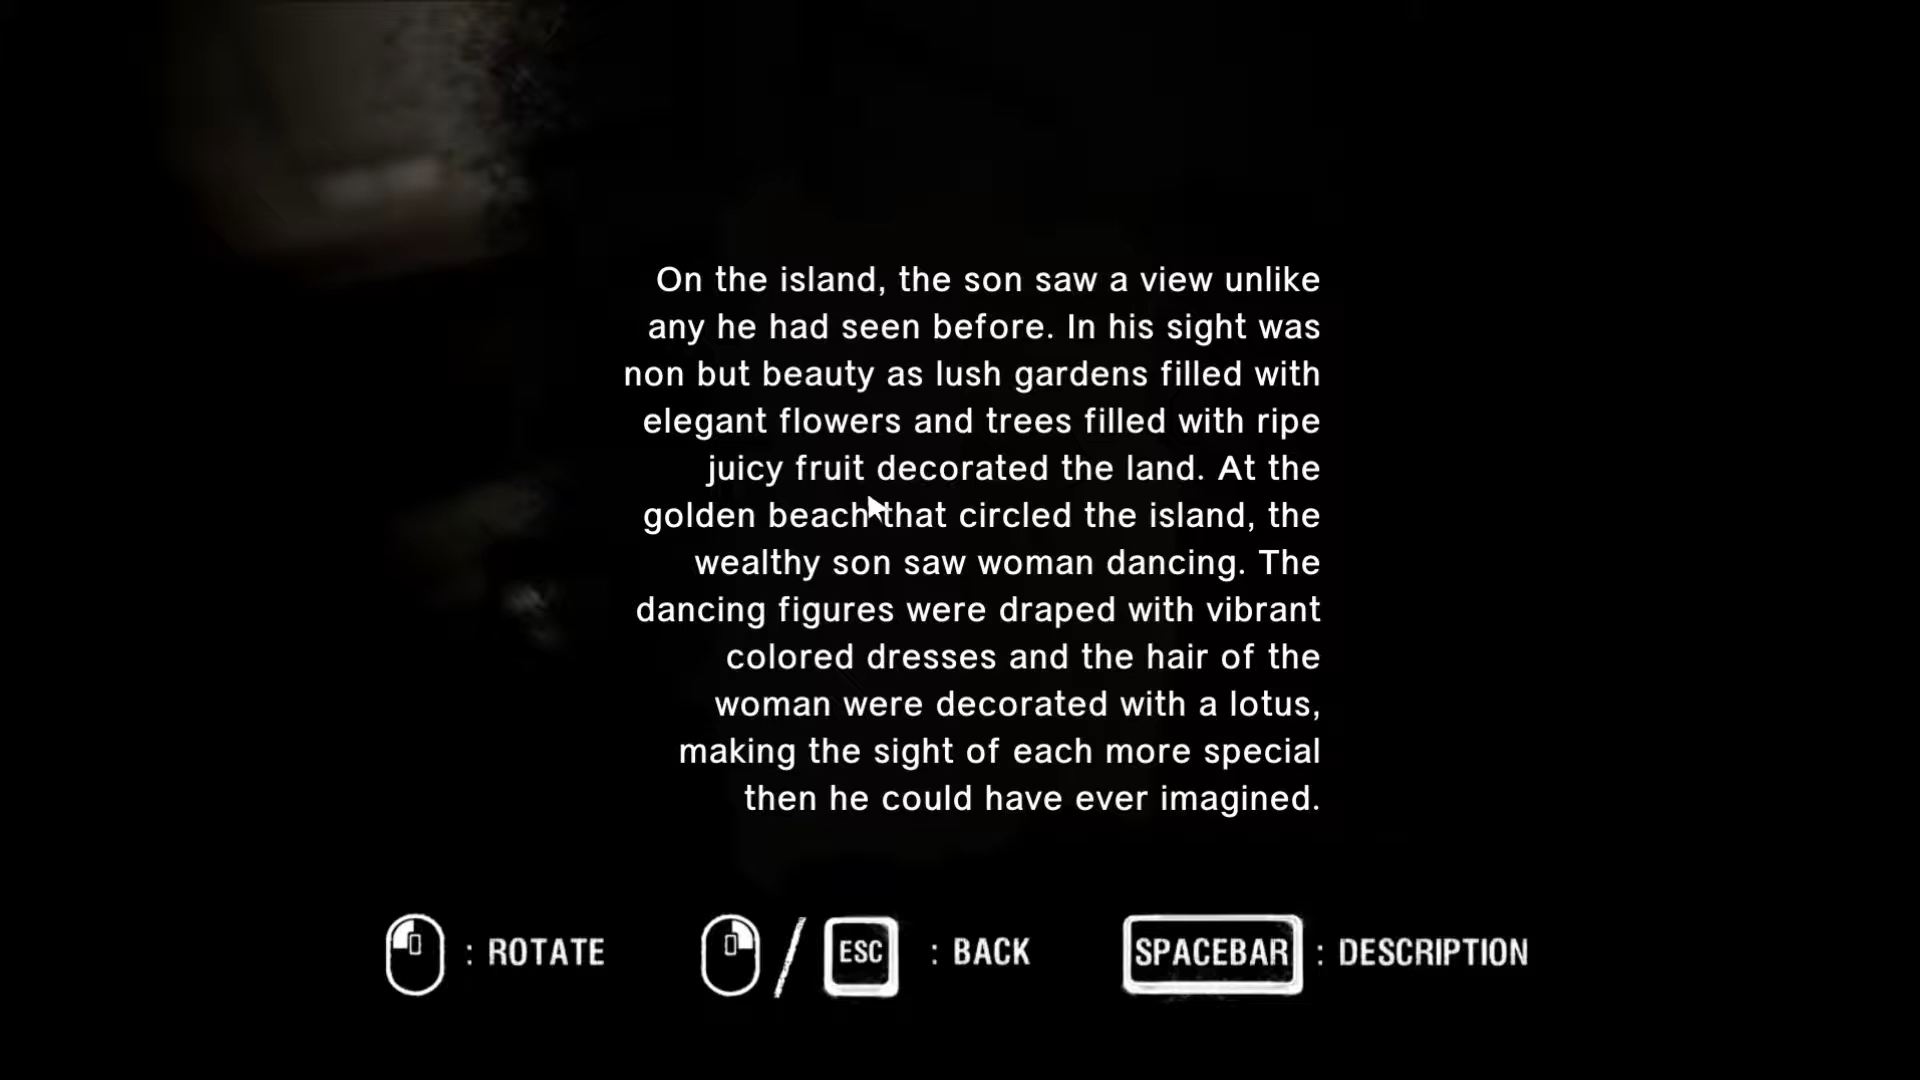 On the island, the son saw a view unlike
any he had seen before. In his sight was
non but beauty as lush gardens filled with
elegant flowers and trees filled with ripe
juicy fruit decorated the land. At the
golden beach that circled the island, the
wealthy son saw woman dancing. The
dancing figures were draped with vibrant
colored dresses and the hair of the
woman were decorated with a lotus,
making the sight of each more special
then he could have ever imagined.
: ROTATE / ESC : BACK SPACEBAR : DESCRIPTION